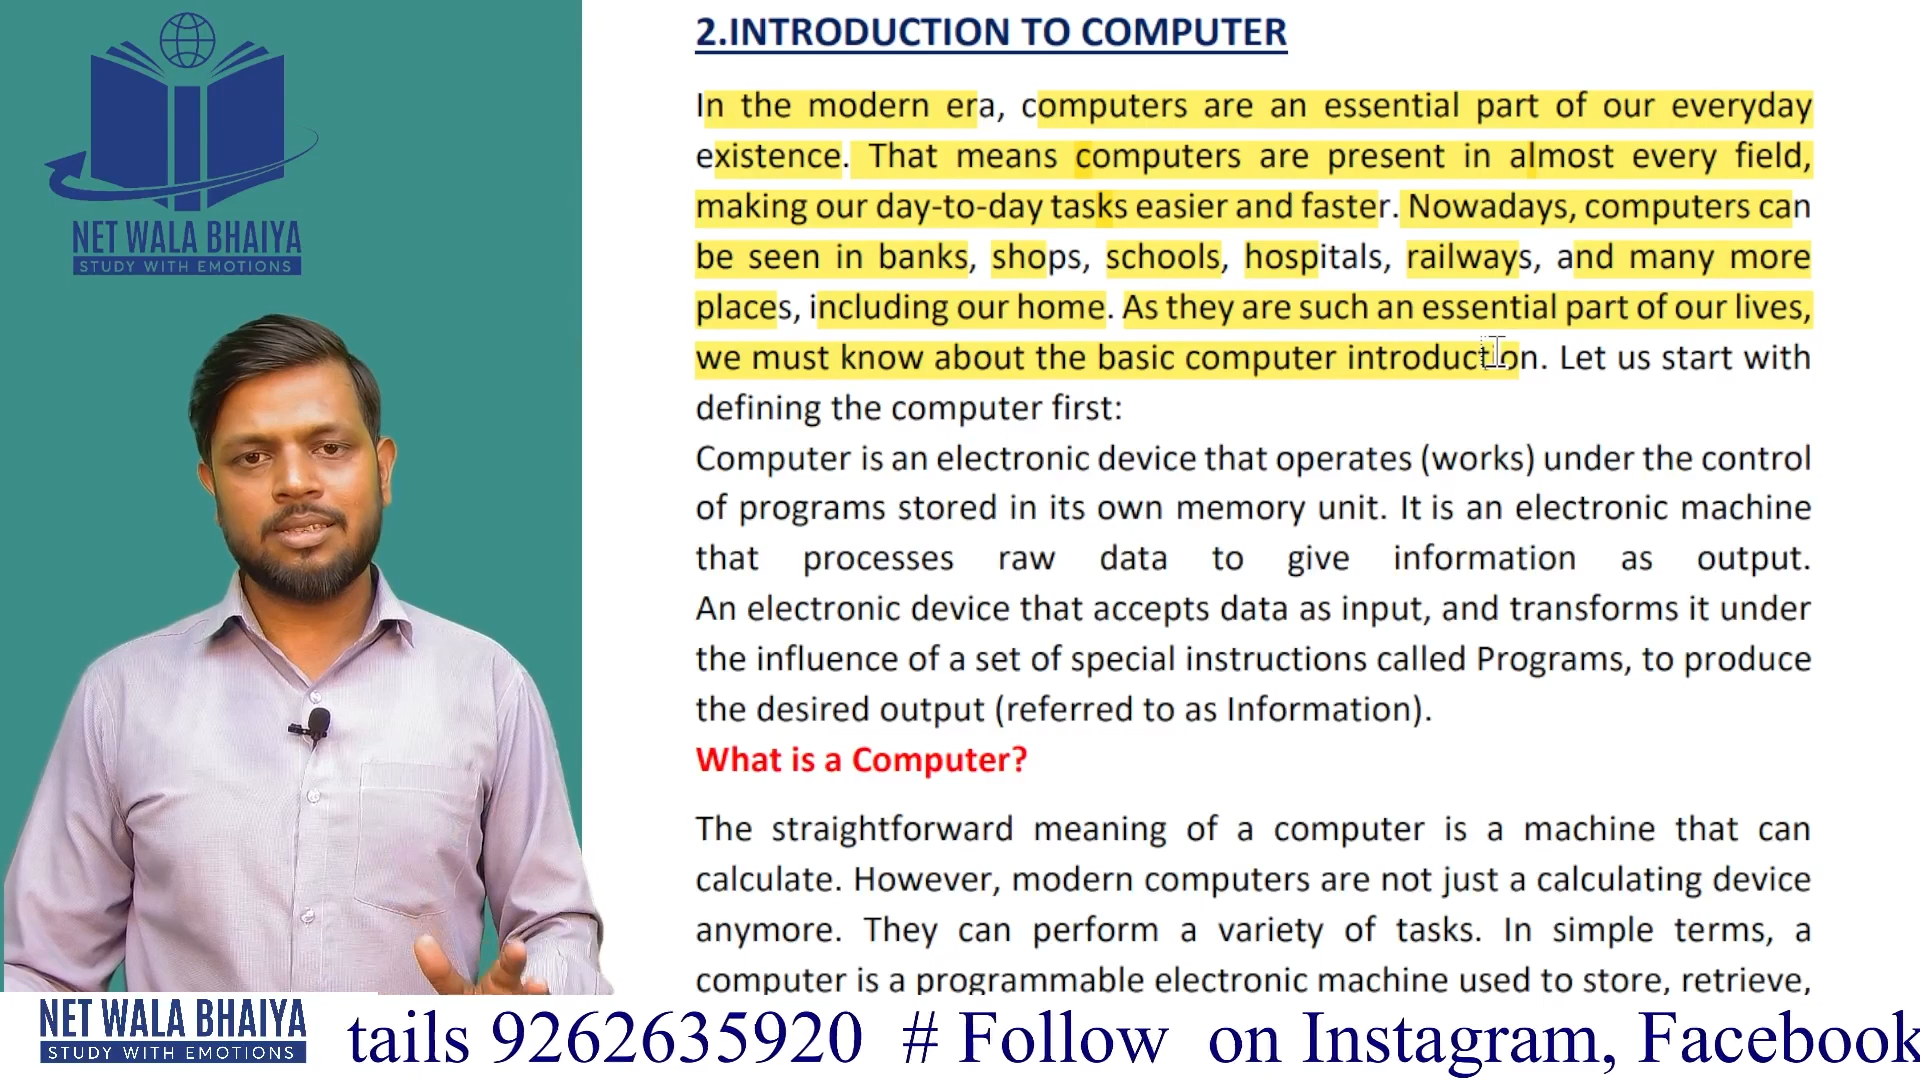 NET WALA BHAIYA
STUDY WITH EMOTIONS
2.INTRODUCTION TO COMPUTER
In the modern era, computers are an essential part of our everyday
existence. That means computers are present in almost every field,
making our day-to-day tasks easier and faster. Nowadays, computers can
be seen in banks, shops, schools, hospitals, railways, and many more
places, including our home. As they are such an essential part of our lives,
we must know about the basic computer introduction. Let us start with
defining the computer first:
Computer is an electronic device that operates (works) under the control
of programs stored in its own memory unit. It is an electronic machine
that processes raw data to give information as output.
An electronic device that accepts data as input, and transforms it under
the influence of a set of special instructions called Programs, to produce
the desired output (referred to as Information).
What is a Computer?
The straightforward meaning of a computer is a machine that can
calculate. However, modern computers are not just a calculating device
anymore. They can perform a variety of tasks. In simple terms, a
computer is a programmable electronic machine used to store, retrieve,
NET WALA BHAIYA
STUDY WITH EMOTIONS
tails 9262635920 # Follow on Instagram, Facebook